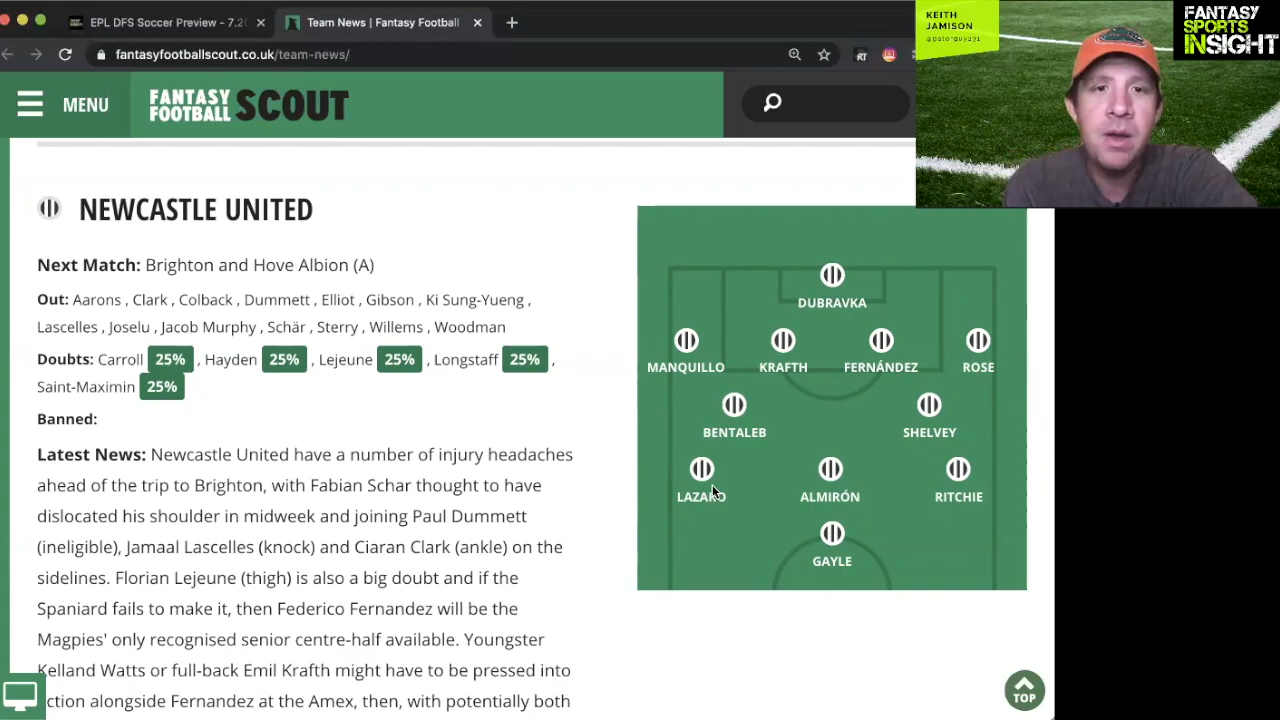 EPL DFS Soccer Preview - 7.2
Team News | Fantasy Football
fantasyfootballscout.co.uk/team-news/
KEITH
JAMISON
FANTASY
SPORTS
INSIGHT
MENU
FANTASY
FOOTBALL SCOUT
NEWCASTLE UNITED
Next Match: Brighton and Hove Albion (A)
Out: Aarons , Clark , Colback , Dummett , Elliot , Gibson , Ki Sung-Yueng ,
Lascelles , Joselu , Jacob Murphy , Schär , Sterry , Willems , Woodman
Doubts: Carroll 25% , Hayden 25% , Lejeune 25% , Longstaff 25% ,
Saint-Maximin 25%
Banned:
Latest News: Newcastle United have a number of injury headaches
ahead of the trip to Brighton, with Fabian Schar thought to have
dislocated his shoulder in midweek and joining Paul Dummett
(ineligible), Jamaal Lascelles (knock) and Ciaran Clark (ankle) on the
sidelines. Florian Lejeune (thigh) is also a big doubt and if the
Spaniard fails to make it, then Federico Fernandez will be the
Magpies' only recognised senior centre-half available. Youngster
Kelland Watts or full-back Emil Krafth might have to be pressed into
ction alongside Fernandez at the Amex, then, with potentially both
DUBRAVKA
MANQUILLO KRAFTH FERNÁNDEZ ROSE
BENTALEB SHELVEY
LAZARO ALMIRÓN RITCHIE
GAYLE
TOP